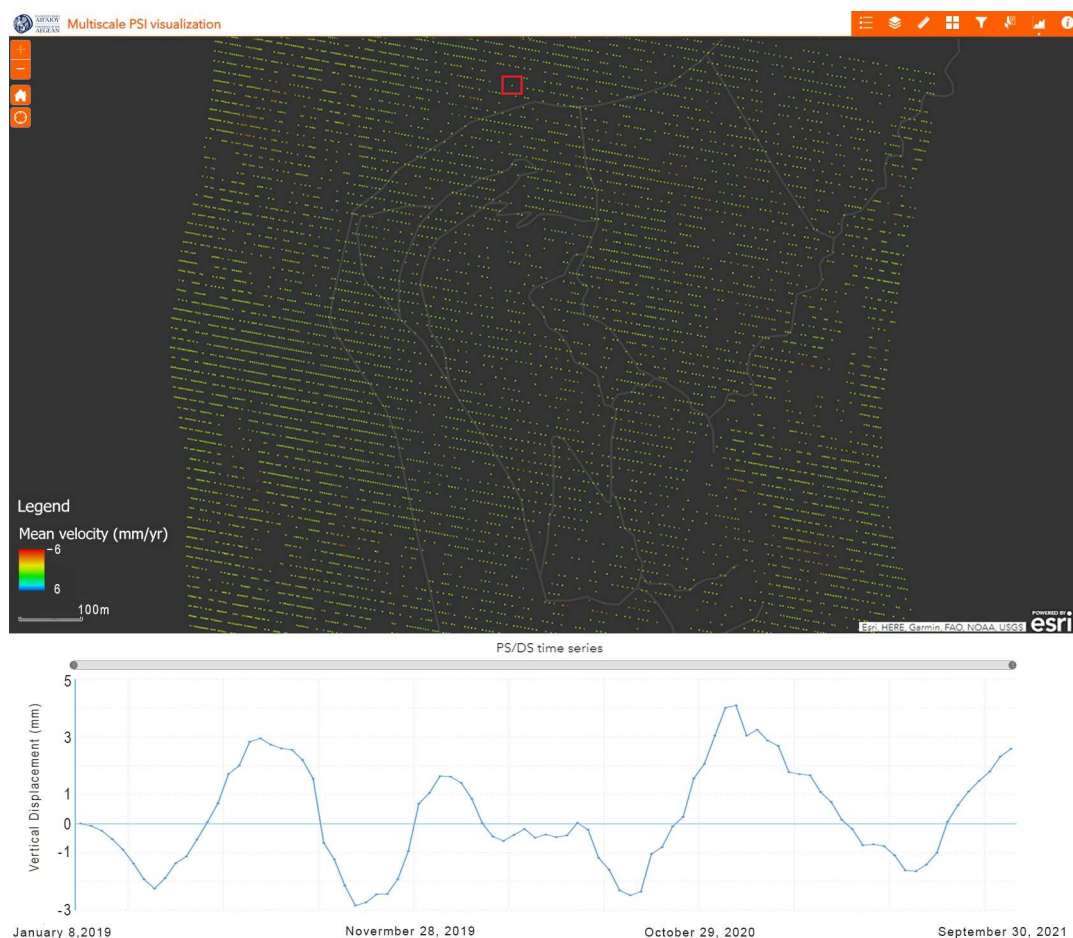 ΑΙΓΑΙΟΥ
AEGEAN
Multiscale PSI visualization
Legend
Mean velocity (mm/yr)
-6
6
100m
Esri, HERE, Garmin, FAO, NOAA, USGS
POWERED BY
esri
PS/DS time series
Vertical Displacement (mm)
5
3
1
0
-1
-3
January 8,2019
Novermber 28, 2019
October 29, 2020
September 30, 2021